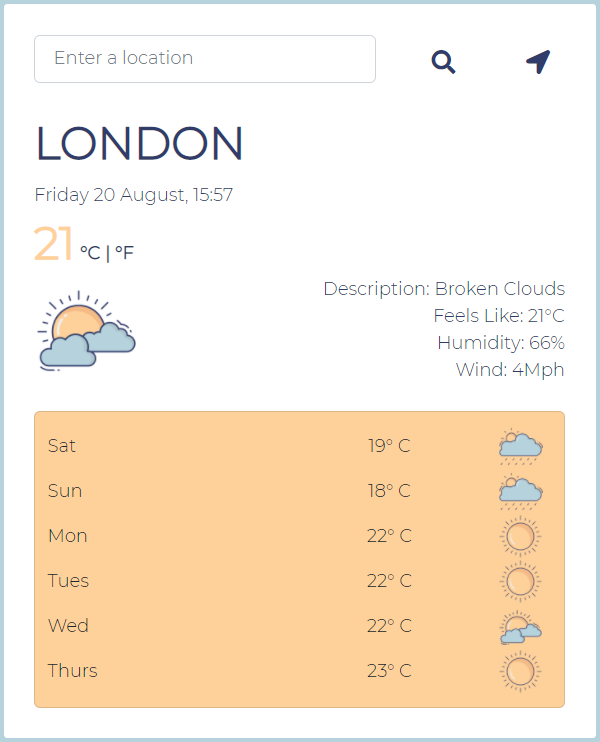 Enter a location
LONDON
Friday 20 August, 15:57
21 °C | °F
Description: Broken Clouds
Feels Like: 21°C
Humidity: 66%
Wind: 4Mph
Sat 19° C
Sun 18° C
Mon 22° C
Tues 22° C
Wed 22° C
Thurs 23° C